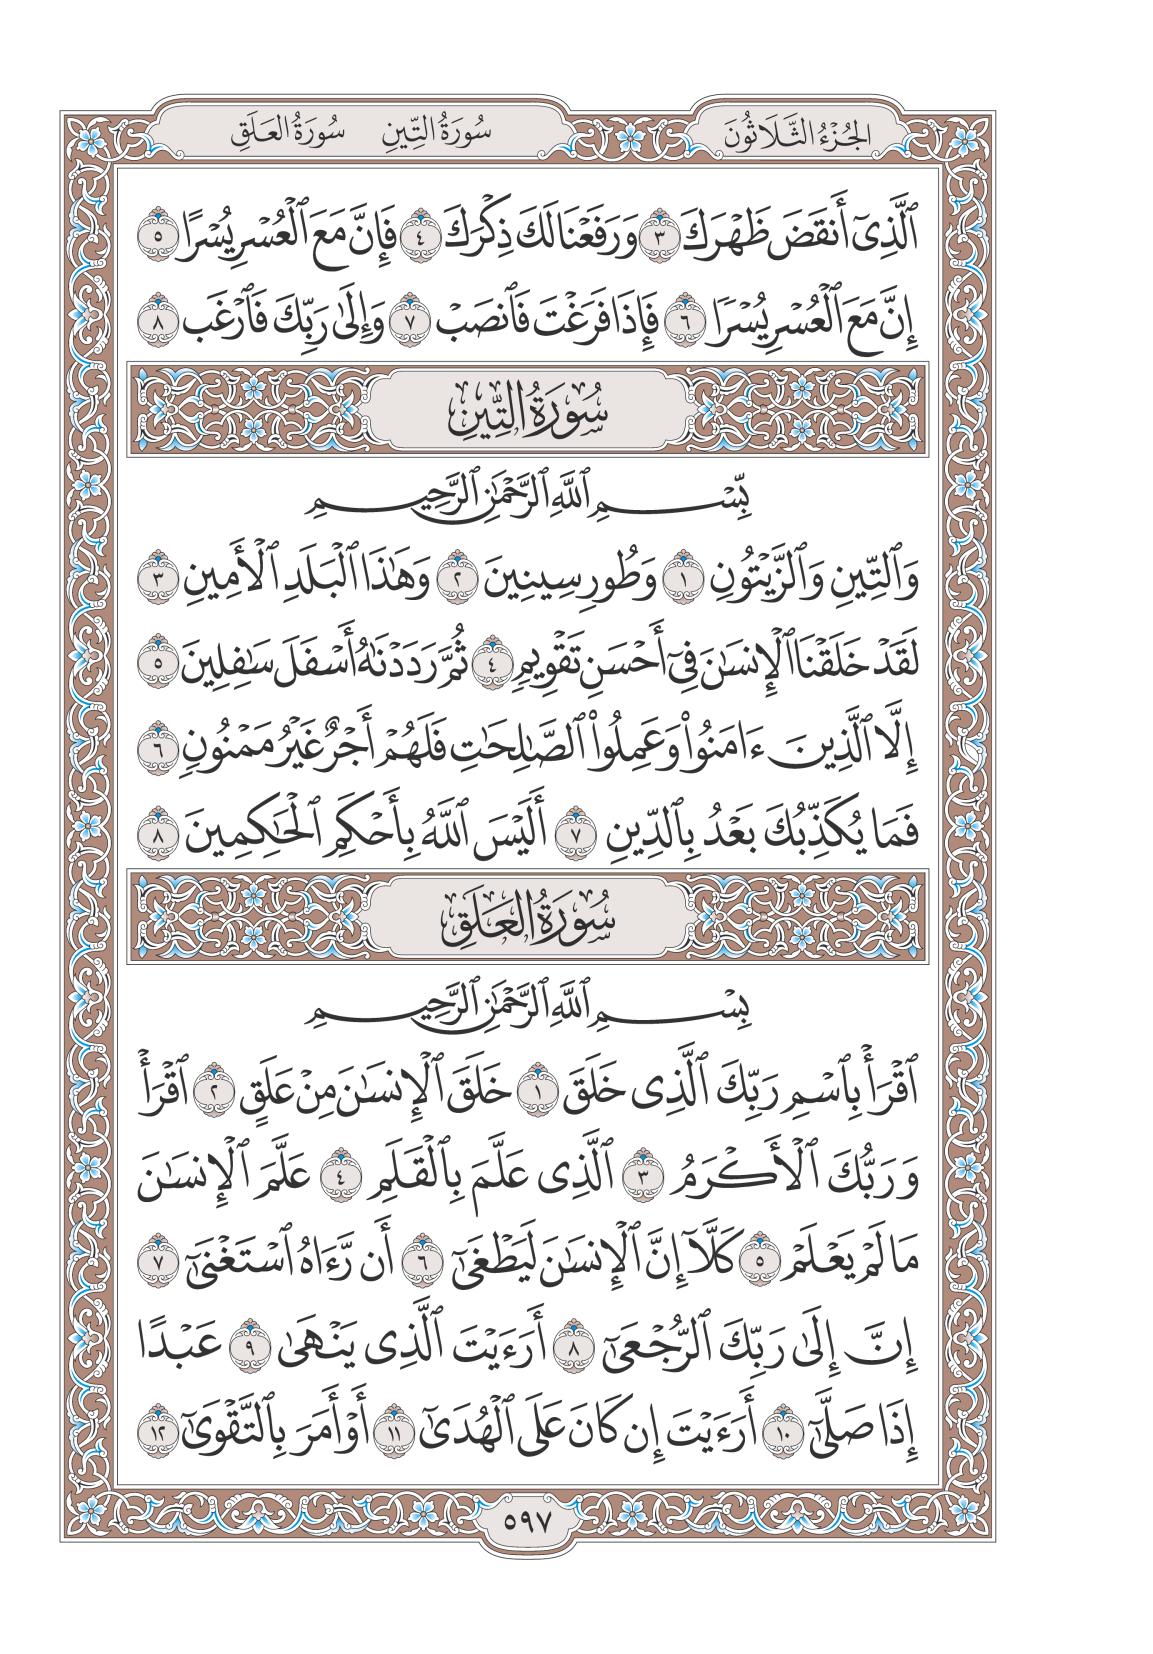 الجُزْءُ الثَّلَاثُونَ سُورَةُ التِّينِ سُورَةُ العَلَقِ
ٱلَّذِىٓ أَنقَضَ ظَهْرَكَ ٣ وَرَفَعْنَا لَكَ ذِكْرَكَ ٤ فَإِنَّ مَعَ ٱلْعُسْرِ يُسْرًا ٥
إِنَّ مَعَ ٱلْعُسْرِ يُسْرًا ٦ فَإِذَا فَرَغْتَ فَٱنصَبْ ٧ وَإِلَىٰ رَبِّكَ فَٱرْغَب ٨
سُورَةُ التِّينِ
بِّسْمِ ٱللَّهِ ٱلرَّحْمَٰنِ ٱلرَّحِيمِ
وَٱلتِّينِ وَٱلزَّيْتُونِ ١ وَطُورِ سِينِينَ ٢ وَهَٰذَا ٱلْبَلَدِ ٱلْأَمِينِ ٣
لَقَدْ خَلَقْنَا ٱلْإِنسَٰنَ فِىٓ أَحْسَنِ تَقْوِيمٍ ٤ ثُمَّ رَدَدْنَٰهُ أَسْفَلَ سَٰفِلِينَ ٥
إِلَّا ٱلَّذِينَ ءَامَنُوا۟ وَعَمِلُوا۟ ٱلصَّٰلِحَٰتِ فَلَهُمْ أَجْرٌ غَيْرُ مَمْنُونٍ ٦
فَمَا يُكَذِّبُكَ بَعْدُ بِٱلدِّينِ ٧ أَلَيْسَ ٱللَّهُ بِأَحْكَمِ ٱلْحَٰكِمِينَ ٨
سُورَةُ العَلَقِ
بِسْمِ ٱللَّهِ ٱلرَّحْمَٰنِ ٱلرَّحِيمِ
ٱقْرَأْ بِٱسْمِ رَبِّكَ ٱلَّذِى خَلَقَ ١ خَلَقَ ٱلْإِنسَٰنَ مِنْ عَلَقٍ ٢ ٱقْرَأْ
وَرَبُّكَ ٱلْأَكْرَمُ ٣ ٱلَّذِى عَلَّمَ بِٱلْقَلَمِ ٤ عَلَّمَ ٱلْإِنسَٰنَ
مَا لَمْ يَعْلَمْ ٥ كَلَّآ إِنَّ ٱلْإِنسَٰنَ لَيَطْغَىٰٓ ٦ أَن رَّءَاهُ ٱسْتَغْنَىٰٓ ٧
إِنَّ إِلَىٰ رَبِّكَ ٱلرُّجْعَىٰٓ ٨ أَرَءَيْتَ ٱلَّذِى يَنْهَىٰ ٩ عَبْدًا
إِذَا صَلَّىٰٓ ١٠ أَرَءَيْتَ إِن كَانَ عَلَى ٱلْهُدَىٰٓ ١١ أَوْ أَمَرَ بِٱلتَّقْوَىٰٓ ١٢
٥٩٧